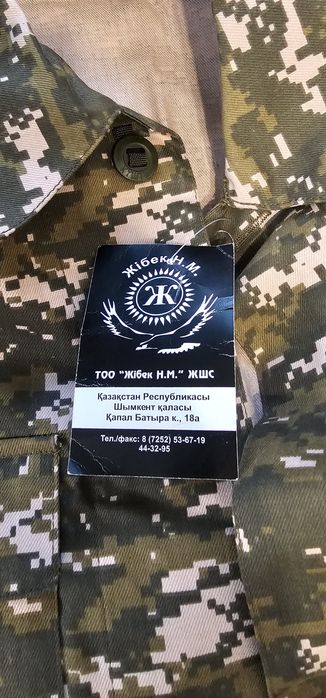 Жібек Н.М.
Ж
ТОО "Жібек Н.М." ЖШС
Қазақстан Республикасы
Шымкент қаласы
Қапал Батыра к., 18а
Тел./факс: 8 (7252) 53-67-19
44-32-95